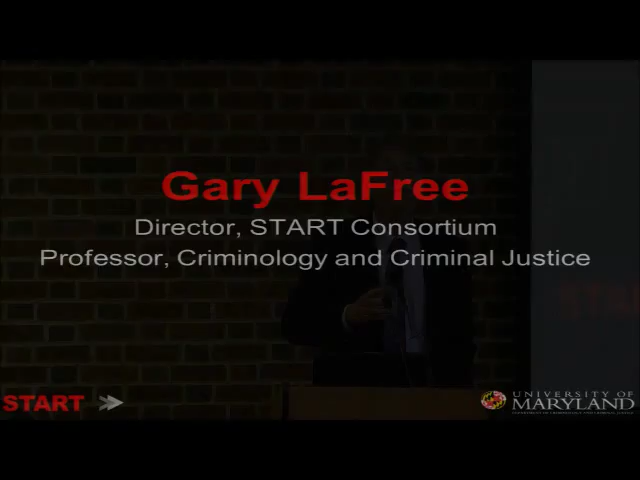 Gary LaFree
Director, START Consortium
Professor, Criminology and Criminal Justice
START
UNIVERSITY OF
MARYLAND